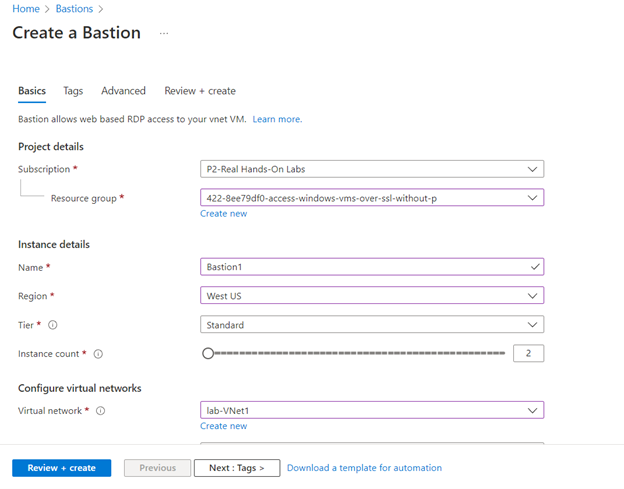 Home > Bastions >
Create a Bastion ...
Basics Tags Advanced Review + create
Bastion allows web based RDP access to your vnet VM. Learn more.
Project details
Subscription * P2-Real Hands-On Labs
Resource group * 422-8ee79df0-access-windows-vms-over-ssl-without-p
Create new
Instance details
Name * Bastion1
Region * West US
Tier * Standard
Instance count * 2
Configure virtual networks
Virtual network * lab-VNet1
Create new
Review + create Previous Next : Tags > Download a template for automation